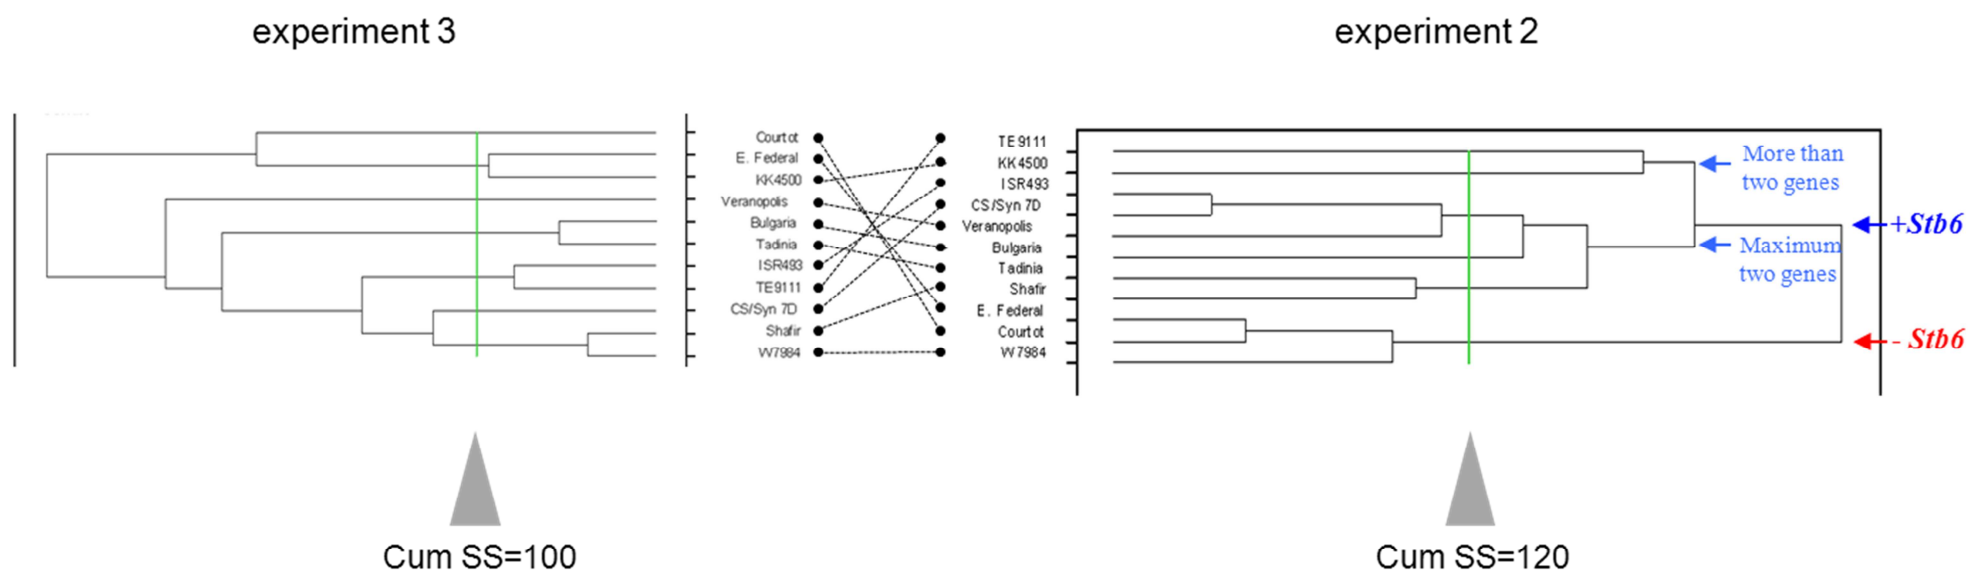 experiment 3
experiment 2
Courtot
E. Federal
KK4500
Veranopolis
Bulgaria
Tadinia
ISR493
TE9111
CS/Syn 7D
Shafir
W7984
TE9111
KK4500
ISR493
CS/Syn 7D
Veranopolis
Bulgaria
Tadinia
Shafir
E. Federal
Courtot
W7984
More than
two genes
+Stb6
Maximum
two genes
- Stb6
Cum SS=100
Cum SS=120